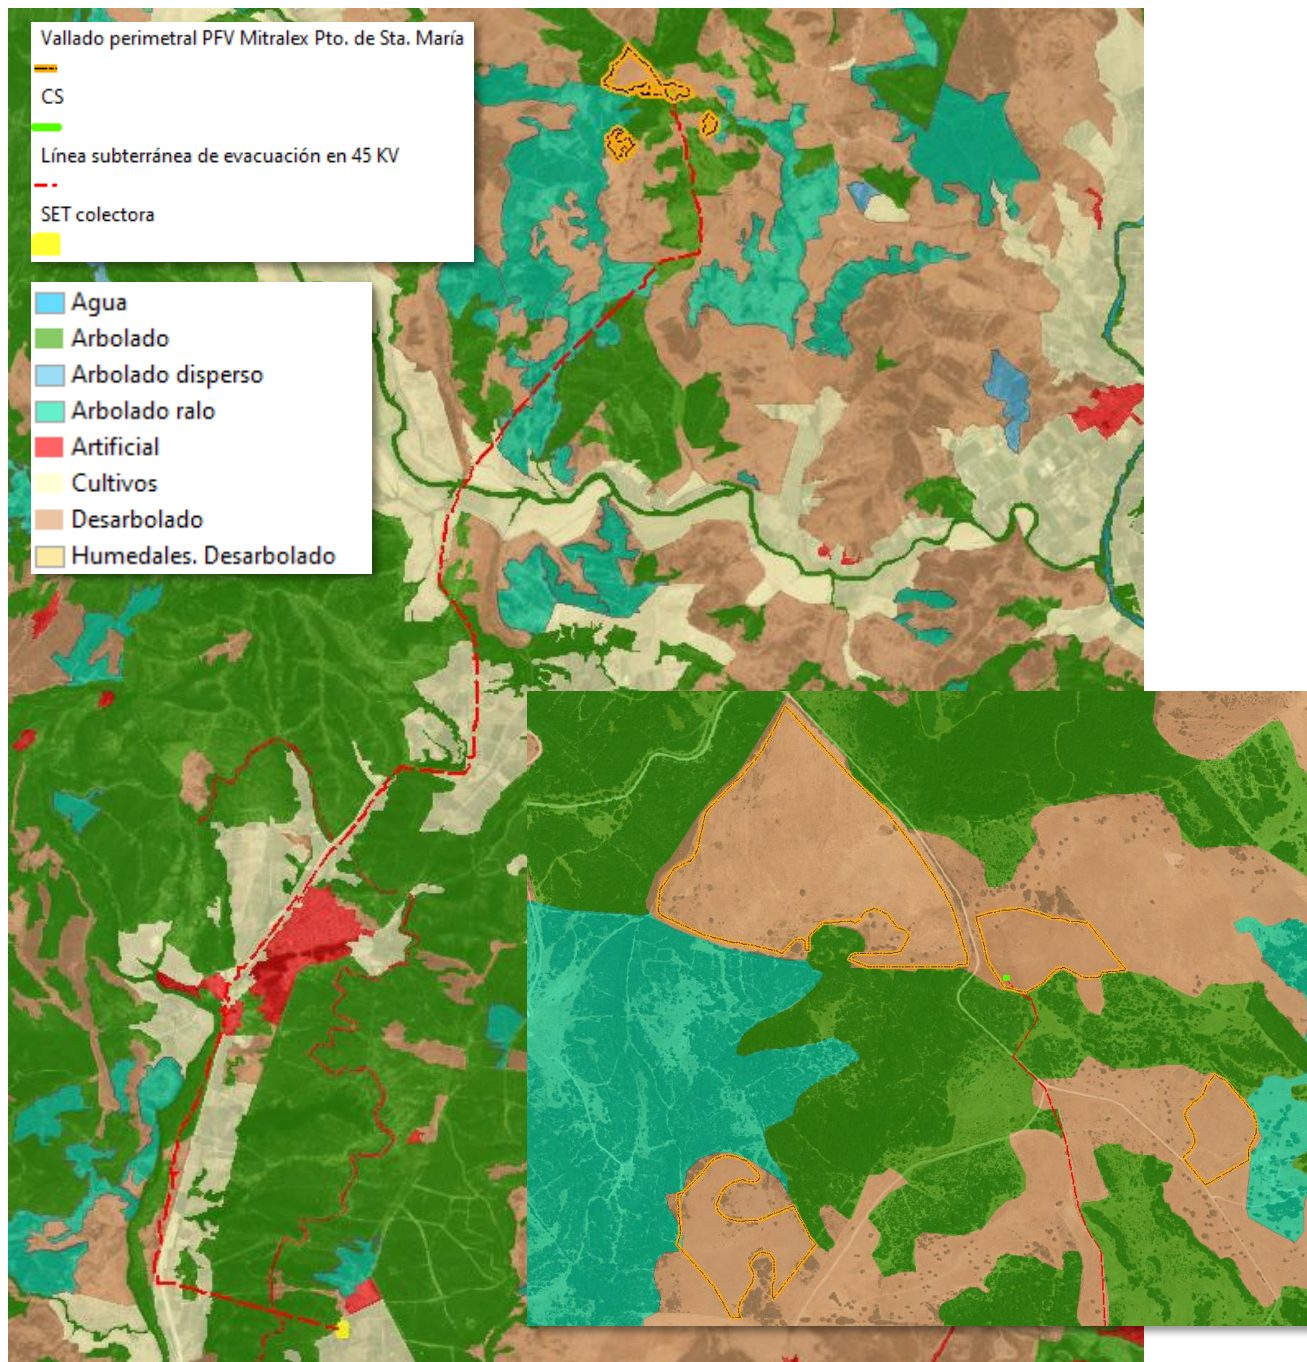 Vallado perimetral PFV Mitralex Pto. de Sta. María
CS
Línea subterránea de evacuación en 45 KV
SET colectora
Agua
Arbolado
Arbolado disperso
Arbolado ralo
Artificial
Cultivos
Desarbolado
Humedales. Desarbolado